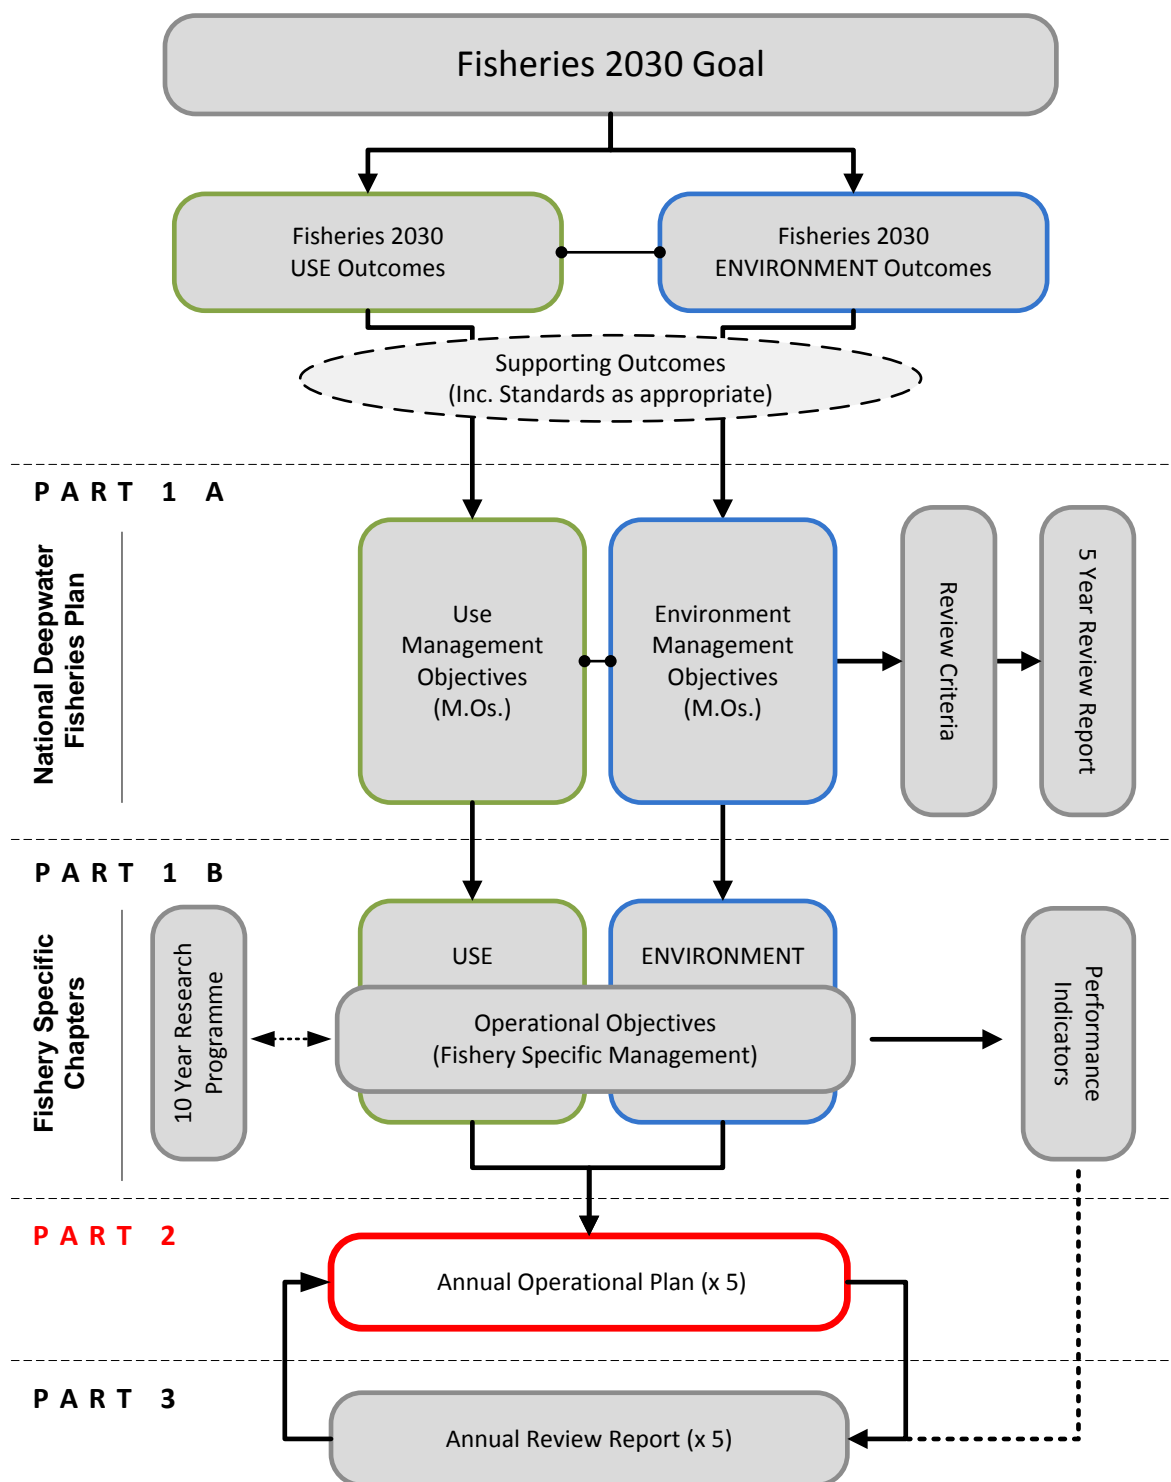 Fisheries 2030 Goal
Fisheries 2030
USE Outcomes
Fisheries 2030
ENVIRONMENT Outcomes
Supporting Outcomes
(Inc. Standards as appropriate)
PART 1 A
National Deepwater
Fisheries Plan
Use
Management
Objectives
(M.Os.)
Environment
Management
Objectives
(M.Os.)
Review Criteria
5 Year Review Report
PART 1 B
Fishery Specific
Chapters
10 Year Research
Programme
USE
ENVIRONMENT
Operational Objectives
(Fishery Specific Management)
Performance
Indicators
PART 2
Annual Operational Plan (x 5)
PART 3
Annual Review Report (x 5)